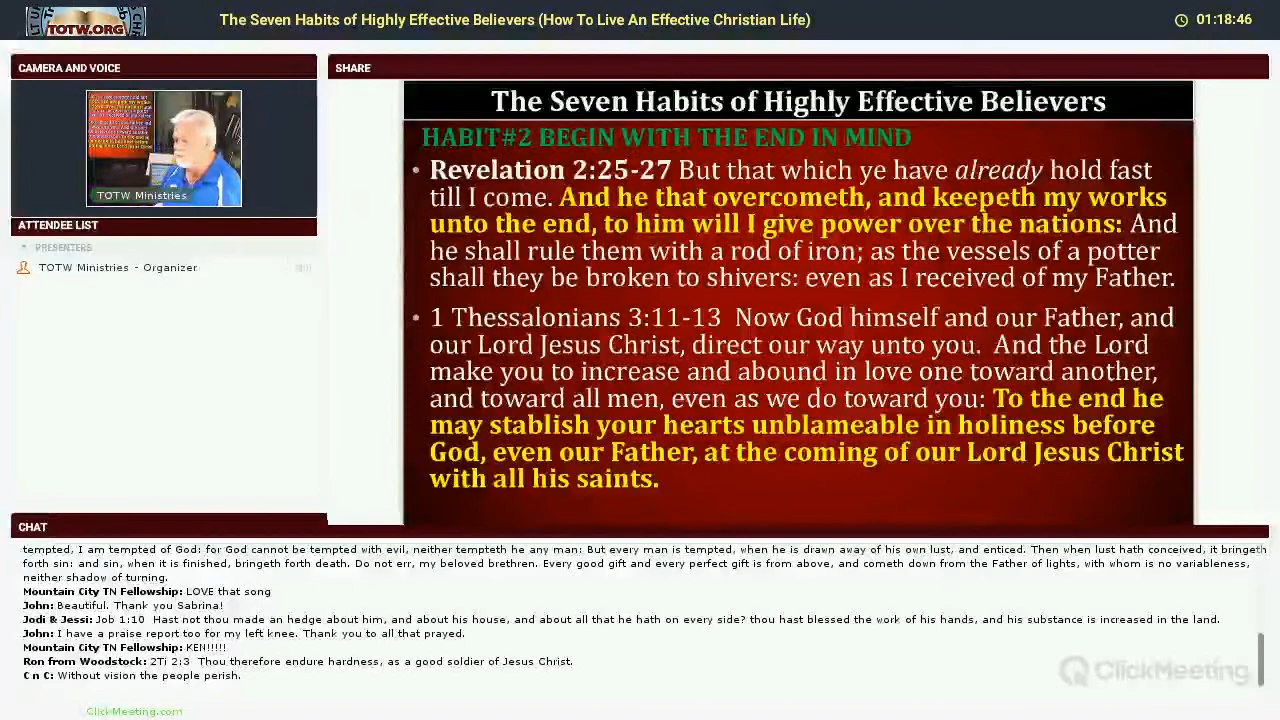 TOTW.ORG
The Seven Habits of Highly Effective Believers (How To Live An Effective Christian Life)
01:18:46
CAMERA AND VOICE
TOTW Ministries
ATTENDEE LIST
PRESENTERS
TOTW Ministries - Organizer
SHARE
The Seven Habits of Highly Effective Believers
HABIT#2 BEGIN WITH THE END IN MIND
• Revelation 2:25-27 But that which ye have already hold fast
till I come. And he that overcometh, and keepeth my works
unto the end, to him will I give power over the nations: And
he shall rule them with a rod of iron; as the vessels of a potter
shall they be broken to shivers: even as I received of my Father.
• 1 Thessalonians 3:11-13 Now God himself and our Father, and
our Lord Jesus Christ, direct our way unto you. And the Lord
make you to increase and abound in love one toward another,
and toward all men, even as we do toward you: To the end he
may stablish your hearts unblameable in holiness before
God, even our Father, at the coming of our Lord Jesus Christ
with all his saints.
CHAT
tempted, I am tempted of God: for God cannot be tempted with evil, neither tempteth he any man: But every man is tempted, when he is drawn away of his own lust, and enticed. Then when lust hath conceived, it bringeth
forth sin: and sin, when it is finished, bringeth forth death. Do not err, my beloved brethren. Every good gift and every perfect gift is from above, and cometh down from the Father of lights, with whom is no variableness,
neither shadow of turning.
Mountain City TN Fellowship: LOVE that song
John: Beautiful. Thank you Sabrina!
Jodi & Jessi: Job 1:10 Hast not thou made an hedge about him, and about his house, and about all that he hath on every side? thou hast blessed the work of his hands, and his substance is increased in the land.
John: I have a praise report too for my left knee. Thank you to all that prayed.
Mountain City TN Fellowship: KEN!!!!!
Ron from Woodstock: 2Ti 2:3 Thou therefore endure hardness, as a good soldier of Jesus Christ.
C n C: Without vision the people perish.
ClickMeeting
ClickMeeting.com